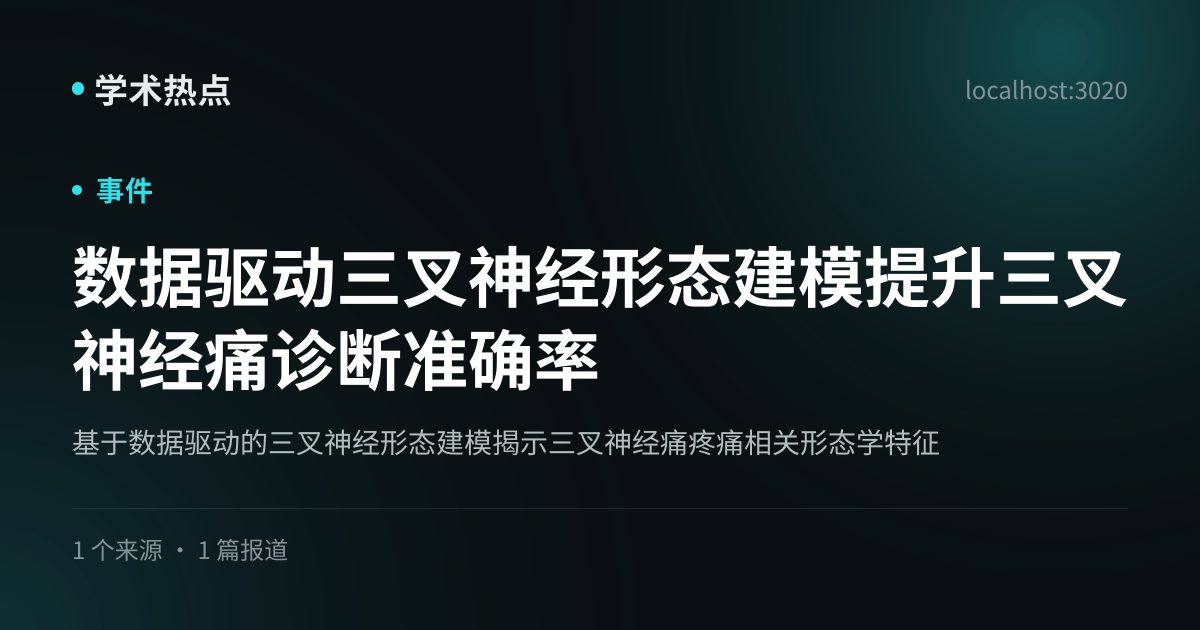 学术热点
localhost:3020
事件
数据驱动三叉神经形态建模提升三叉
神经痛诊断准确率
基于数据驱动的三叉神经形态建模揭示三叉神经痛疼痛相关形态学特征
1 个来源 · 1 篇报道